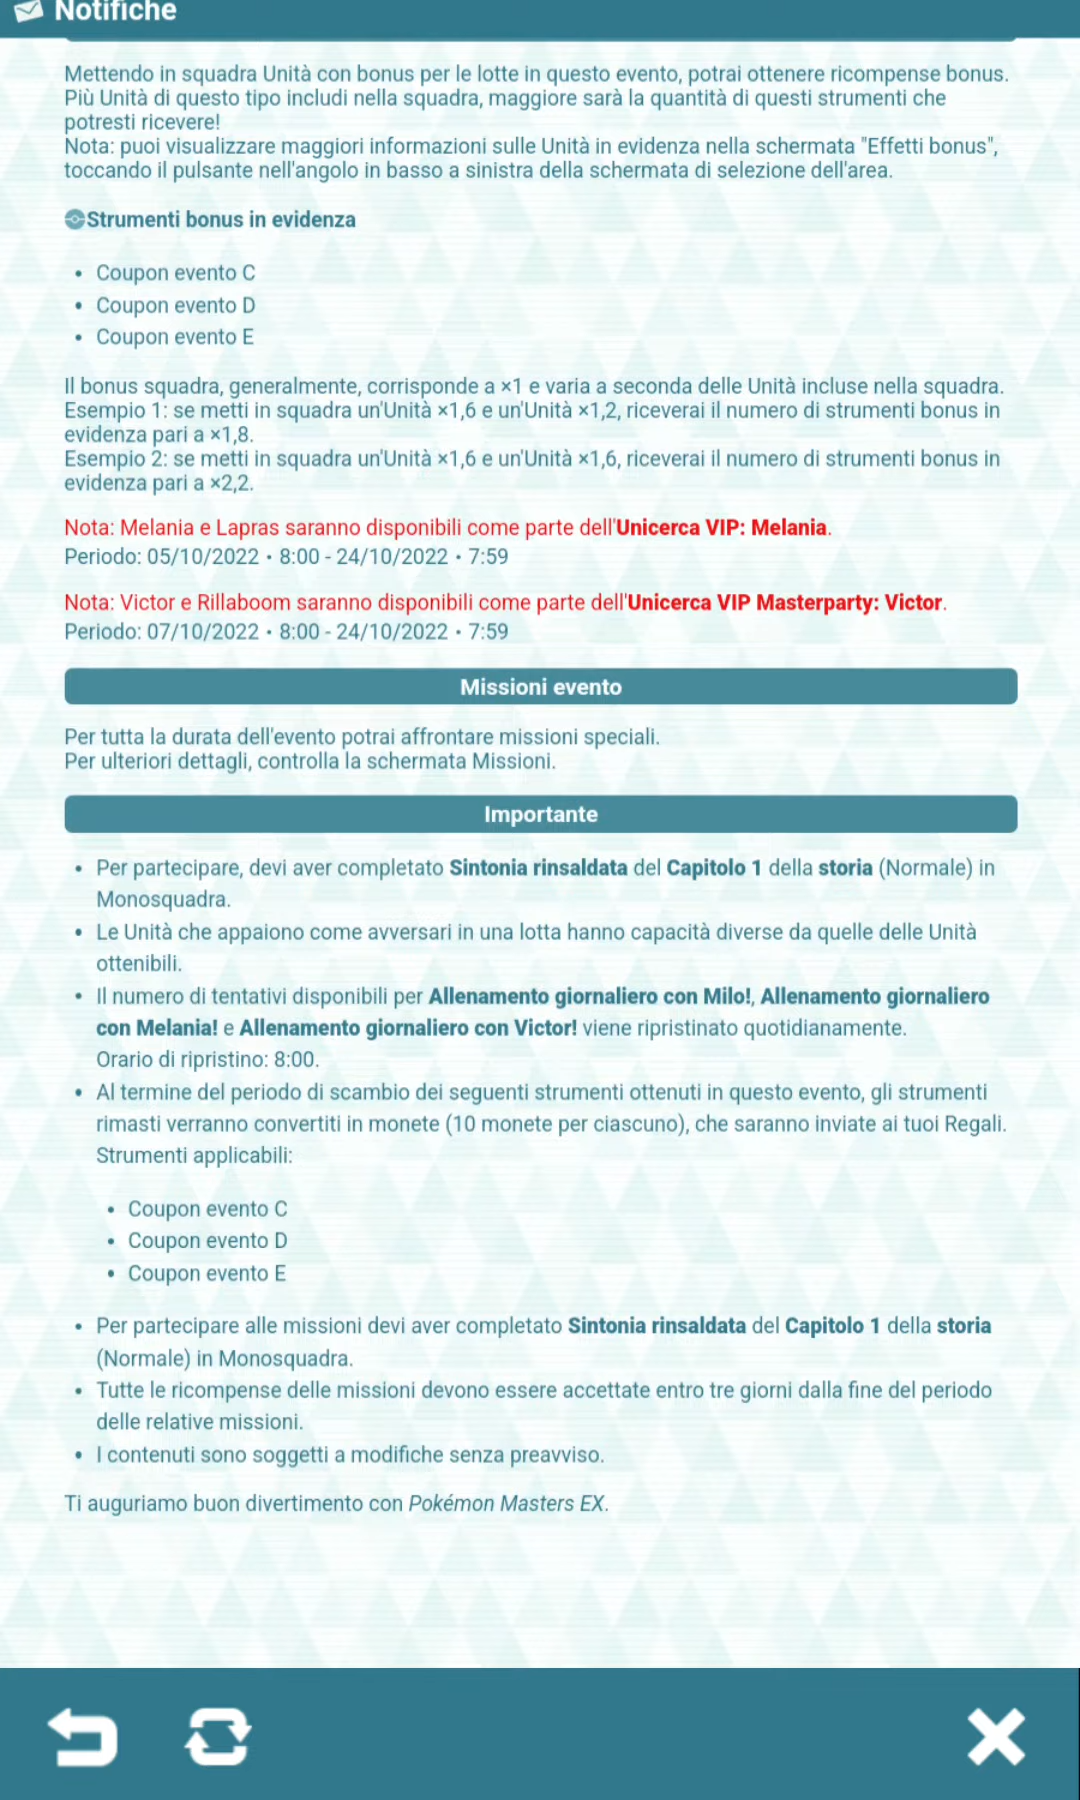 Notifiche
Mettendo in squadra Unità con bonus per le lotte in questo evento, potrai ottenere ricompense bonus.
Più Unità di questo tipo includi nella squadra, maggiore sarà la quantità di questi strumenti che
potresti ricevere!
Nota: puoi visualizzare maggiori informazioni sulle Unità in evidenza nella schermata "Effetti bonus",
toccando il pulsante nell'angolo in basso a sinistra della schermata di selezione dell'area.
Strumenti bonus in evidenza
• Coupon evento C
• Coupon evento D
• Coupon evento E
Il bonus squadra, generalmente, corrisponde a ×1 e varia a seconda delle Unità incluse nella squadra.
Esempio 1: se metti in squadra un'Unità ×1,6 e un'Unità ×1,2, riceverai il numero di strumenti bonus in
evidenza pari a ×1,8.
Esempio 2: se metti in squadra un'Unità ×1,6 e un'Unità ×1,6, riceverai il numero di strumenti bonus in
evidenza pari a ×2,2.
Nota: Melania e Lapras saranno disponibili come parte dell'Unicerca VIP: Melania.
Periodo: 05/10/2022 • 8:00 - 24/10/2022 • 7:59
Nota: Victor e Rillaboom saranno disponibili come parte dell'Unicerca VIP Masterparty: Victor.
Periodo: 07/10/2022 • 8:00 - 24/10/2022 • 7:59
Missioni evento
Per tutta la durata dell'evento potrai affrontare missioni speciali.
Per ulteriori dettagli, controlla la schermata Missioni.
Importante
• Per partecipare, devi aver completato Sintonia rinsaldata del Capitolo 1 della storia (Normale) in
Monosquadra.
• Le Unità che appaiono come avversari in una lotta hanno capacità diverse da quelle delle Unità
ottenibili.
• Il numero di tentativi disponibili per Allenamento giornaliero con Milo!, Allenamento giornaliero
con Melania! e Allenamento giornaliero con Victor! viene ripristinato quotidianamente.
Orario di ripristino: 8:00.
• Al termine del periodo di scambio dei seguenti strumenti ottenuti in questo evento, gli strumenti
rimasti verranno convertiti in monete (10 monete per ciascuno), che saranno inviate ai tuoi Regali.
Strumenti applicabili:
• Coupon evento C
• Coupon evento D
• Coupon evento E
• Per partecipare alle missioni devi aver completato Sintonia rinsaldata del Capitolo 1 della storia
(Normale) in Monosquadra.
• Tutte le ricompense delle missioni devono essere accettate entro tre giorni dalla fine del periodo
delle relative missioni.
• I contenuti sono soggetti a modifiche senza preavviso.
Ti auguriamo buon divertimento con Pokémon Masters EX.